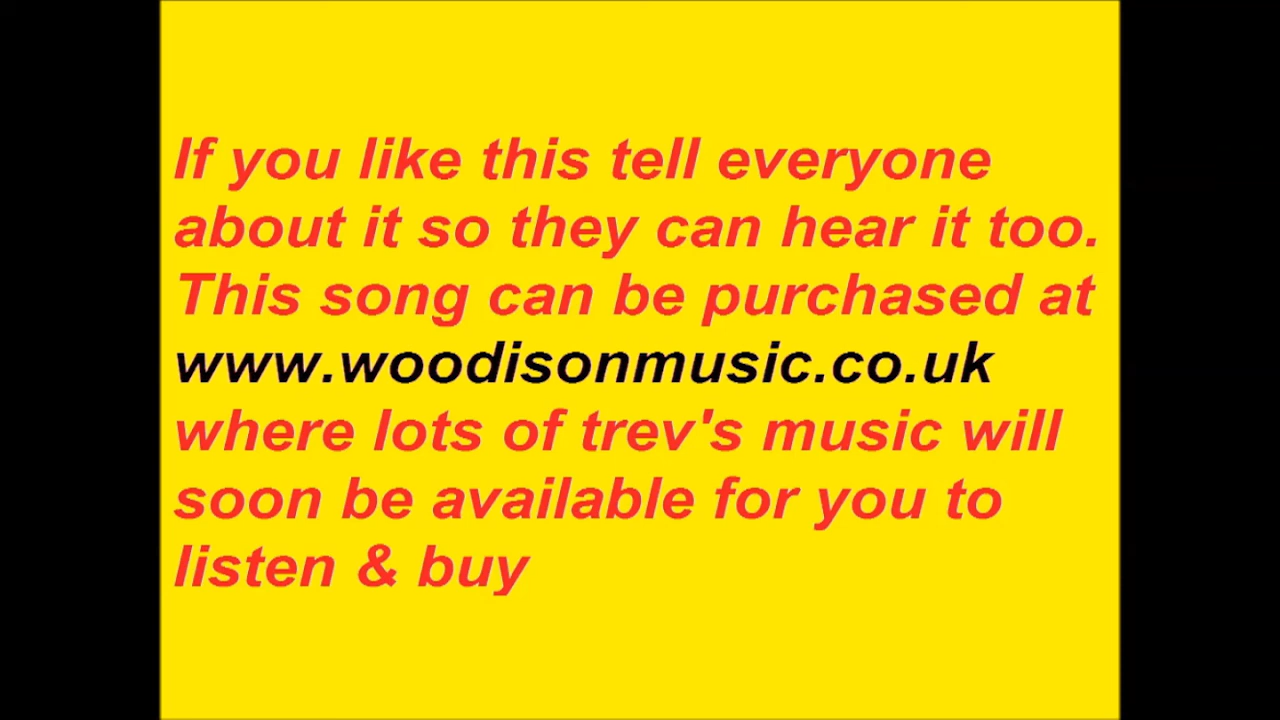 If you like this tell everyone
about it so they can hear it too.
This song can be purchased at
www.woodisonmusic.co.uk
where lots of trev's music will
soon be available for you to
listen & buy